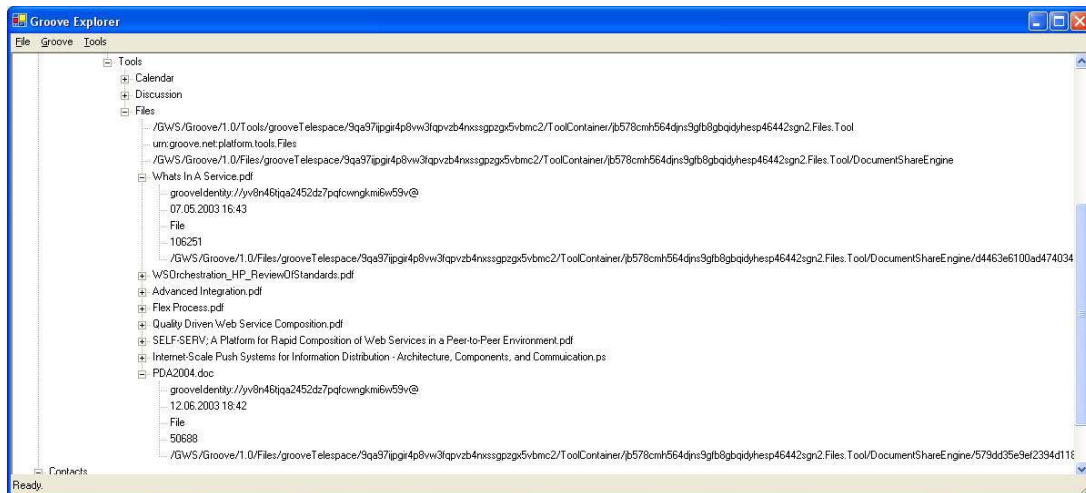 Groove Explorer
File Groove Tools
Tools
Calendar
Discussion
Files
/GWS/Groove/1.0/Tools/grooveTelespace/9qa97ijpgir4p8vw3fqpvzb4nxssgpzgx5vbmc2/ToolContainer/jb578cmh564djns9gfb8gbqidyhesp46442sgn2.Files.Tool
urn:groove.net:platform.tools.Files
/GWS/Groove/1.0/Files/grooveTelespace/9qa97ijpgir4p8vw3fqpvzb4nxssgpzgx5vbmc2/ToolContainer/jb578cmh564djns9gfb8gbqidyhesp46442sgn2.Files.Tool/DocumentShareEngine
Whats In A Service.pdf
grooveIdentity://yv8n46tjqa2452dz7pqfcwngkmi6w59v@
07.05.2003 16:43
File
106251
/GWS/Groove/1.0/Files/grooveTelespace/9qa97ijpgir4p8vw3fqpvzb4nxssgpzgx5vbmc2/ToolContainer/jb578cmh564djns9gfb8gbqidyhesp46442sgn2.Files.Tool/DocumentShareEngine/d4463e6100ad474034
WSOrchestration_HP_ReviewOfStandards.pdf
Advanced Integration.pdf
Flex Process.pdf
Quality Driven Web Service Composition.pdf
SELF-SERV; A Platform for Rapid Composition of Web Services in a Peer-to-Peer Environment.pdf
Internet-Scale Push Systems for Information Distribution - Architecture, Components, and Commuication.ps
PDA2004.doc
grooveIdentity://yv8n46tjqa2452dz7pqfcwngkmi6w59v@
12.06.2003 18:42
File
50688
/GWS/Groove/1.0/Files/grooveTelespace/9qa97ijpgir4p8vw3fqpvzb4nxssgpzgx5vbmc2/ToolContainer/jb578cmh564djns9gfb8gbqidyhesp46442sgn2.Files.Tool/DocumentShareEngine/579dd35e9ef2394d118
Contacts
Ready.